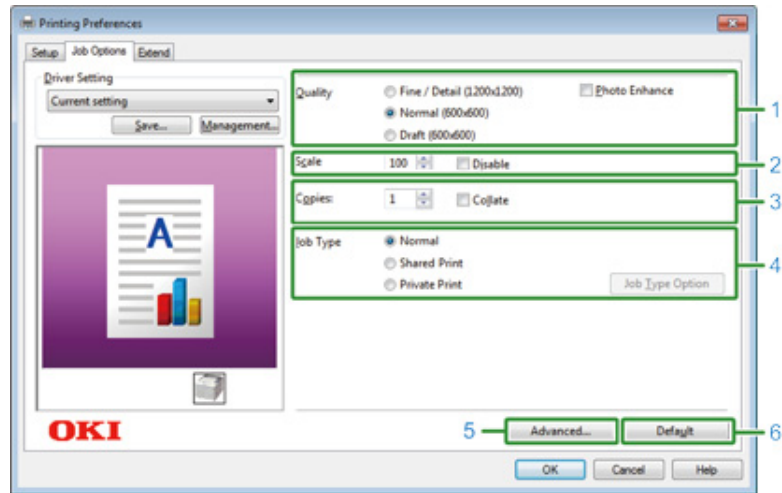 Printing Preferences
Setup Job Options Extend
Driver Setting
Current setting
Save... Management...
A
OKI
Quality Fine / Detail (1200x1200) Photo Enhance
Normal (600x600)
Draft (600x600)
1
Scale 100 Disable
2
Copies: 1 Collate
3
Job Type Normal
Shared Print
Private Print Job Type Option
4
5 Advanced... Default 6
OK Cancel Help